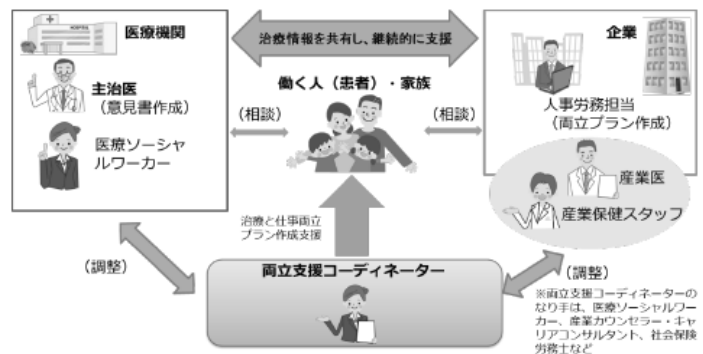 医療機関
主治医
（意見書作成）
医療ソーシャ
ルワーカー
治療情報を共有し、継続的に支援
働く人（患者）・家族
（相談）
（相談）
企業
人事労務担当
（両立プラン作成）
産業医
産業保健スタッフ
治療と仕事両立
プラン作成支援
（調整）
両立支援コーディネーター
（調整）
※両立支援コーディネーターの
なり手は、医療ソーシャルワー
カー、産業カウンセラー・キャ
リアコンサルタント、社会保険
労務士など